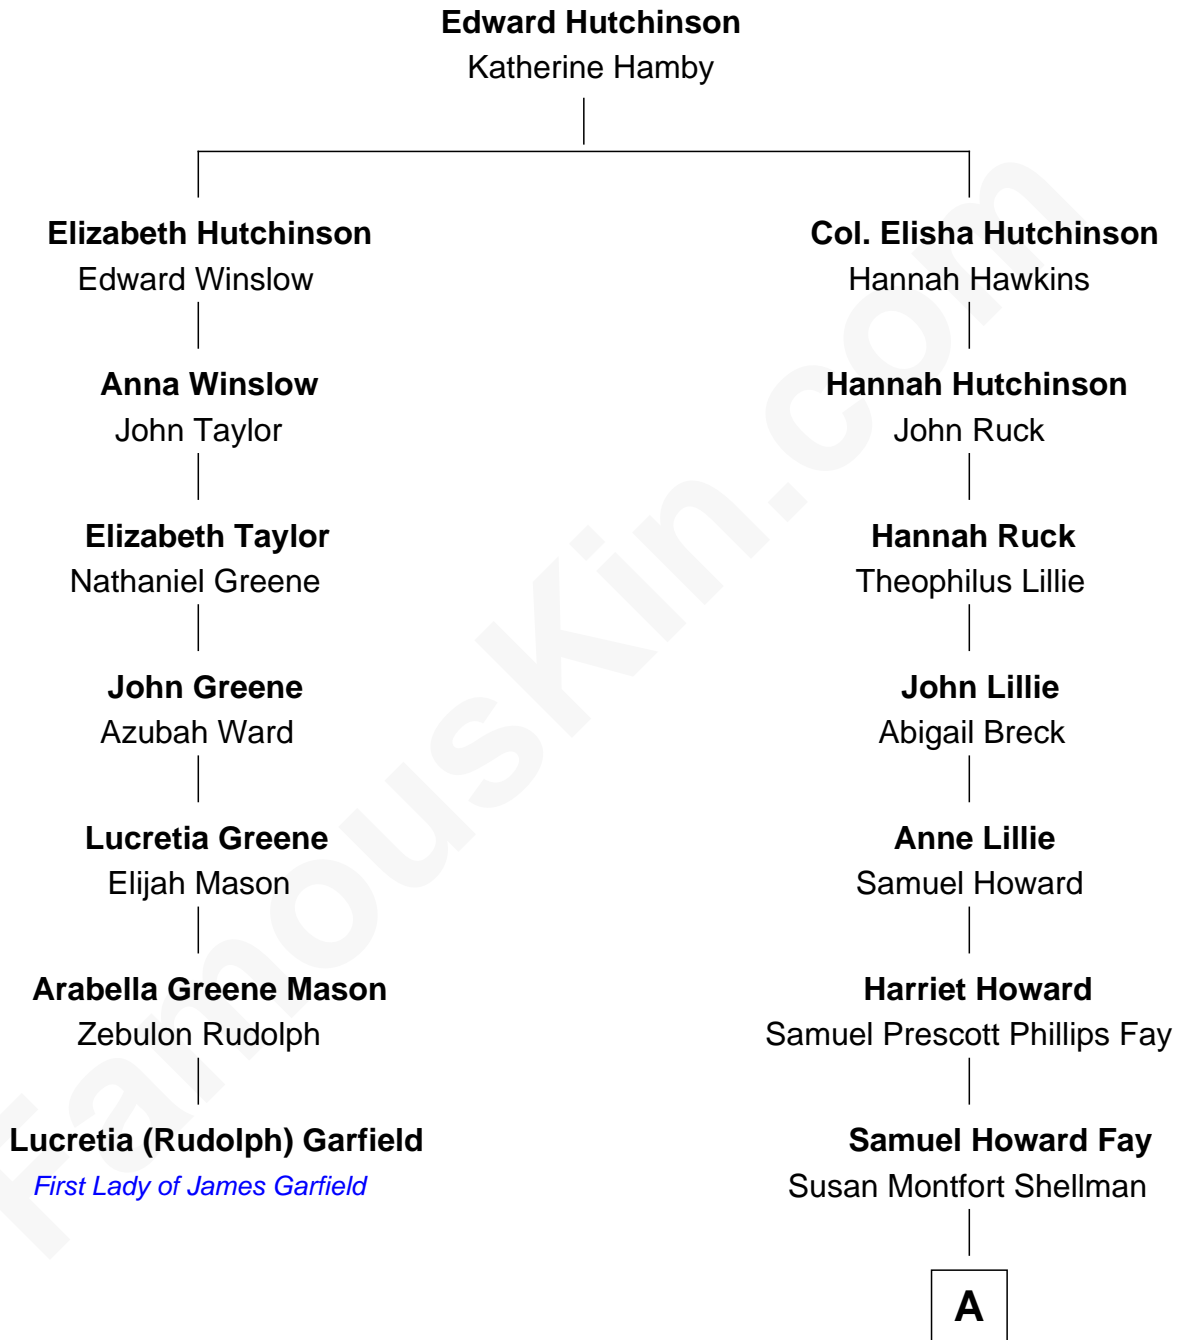 Edward Hutchinson
Katherine Hamby
Elizabeth Hutchinson
Edward Winslow
Col. Elisha Hutchinson
Hannah Hawkins
Anna Winslow
John Taylor
Hannah Hutchinson
John Ruck
Elizabeth Taylor
Nathaniel Greene
Hannah Ruck
Theophilus Lillie
John Greene
Azubah Ward
John Lillie
Abigail Breck
Lucretia Greene
Elijah Mason
Anne Lillie
Samuel Howard
Arabella Greene Mason
Zebulon Rudolph
Harriet Howard
Samuel Prescott Phillips Fay
Lucretia (Rudolph) Garfield
First Lady of James Garfield
Samuel Howard Fay
Susan Montfort Shellman
A
FamousKin.com